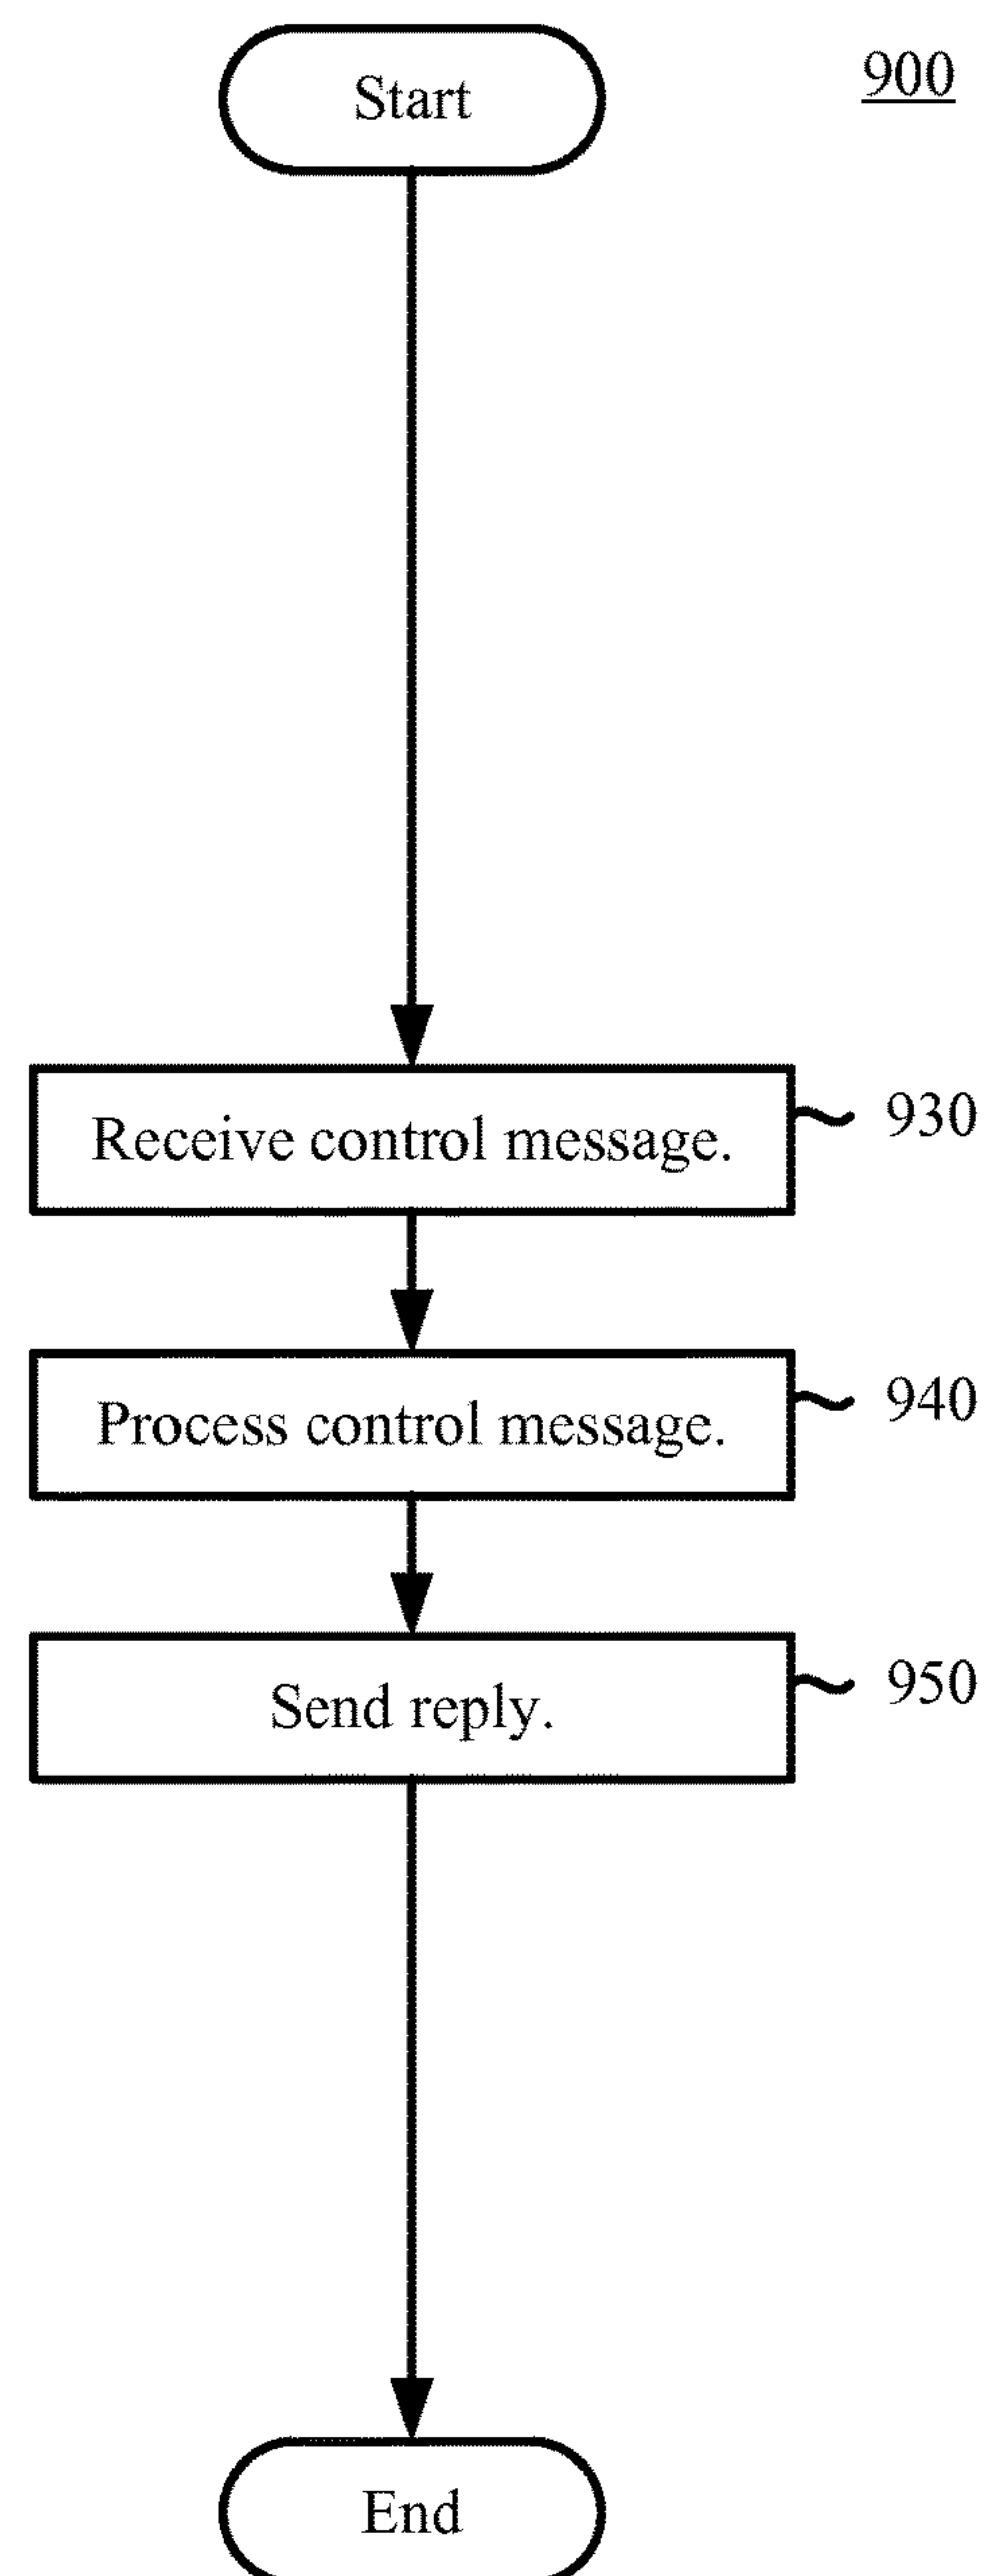 Start
900
Receive control message.
930
Process control message.
940
Send reply.
950
End